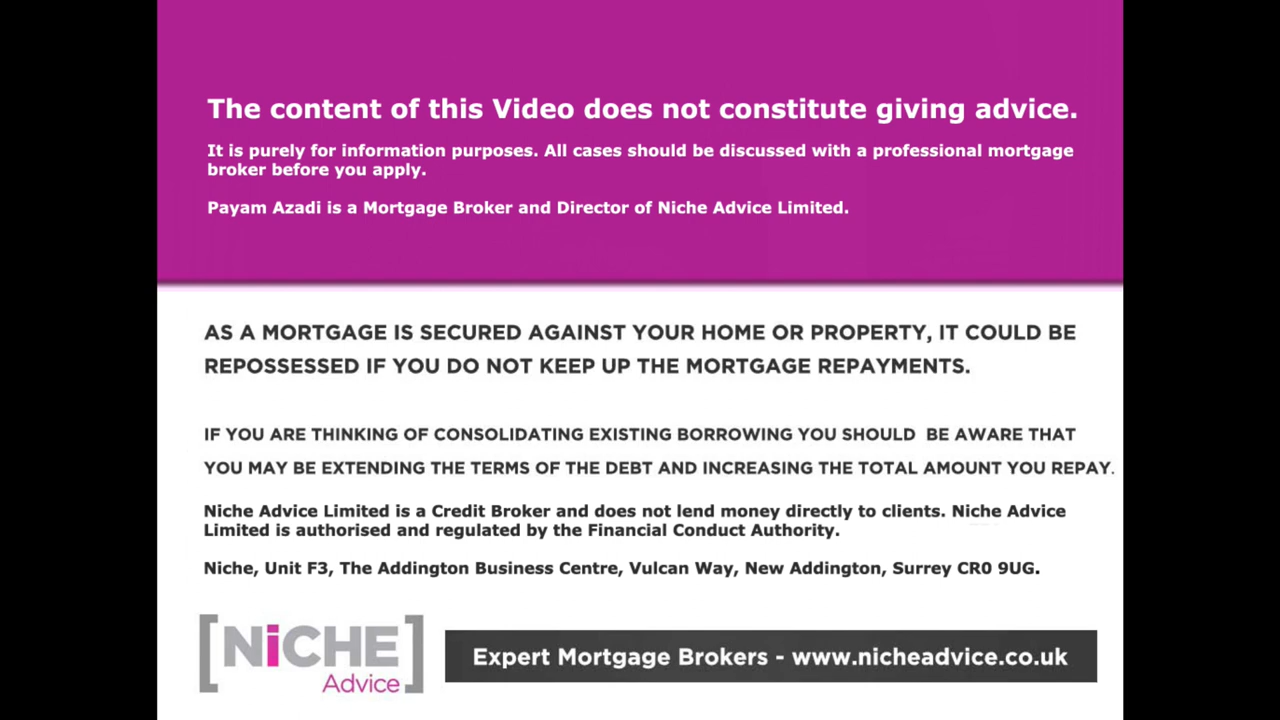 The content of this Video does not constitute giving advice.
It is purely for information purposes. All cases should be discussed with a professional mortgage
broker before you apply.
Payam Azadi is a Mortgage Broker and Director of Niche Advice Limited.
AS A MORTGAGE IS SECURED AGAINST YOUR HOME OR PROPERTY, IT COULD BE
REPOSSESSED IF YOU DO NOT KEEP UP THE MORTGAGE REPAYMENTS.
IF YOU ARE THINKING OF CONSOLIDATING EXISTING BORROWING YOU SHOULD BE AWARE THAT
YOU MAY BE EXTENDING THE TERMS OF THE DEBT AND INCREASING THE TOTAL AMOUNT YOU REPAY.
Niche Advice Limited is a Credit Broker and does not lend money directly to clients. Niche Advice
Limited is authorised and regulated by the Financial Conduct Authority.
Niche, Unit F3, The Addington Business Centre, Vulcan Way, New Addington, Surrey CR0 9UG.
[NiCHE
Advice]
Expert Mortgage Brokers - www.nicheadvice.co.uk